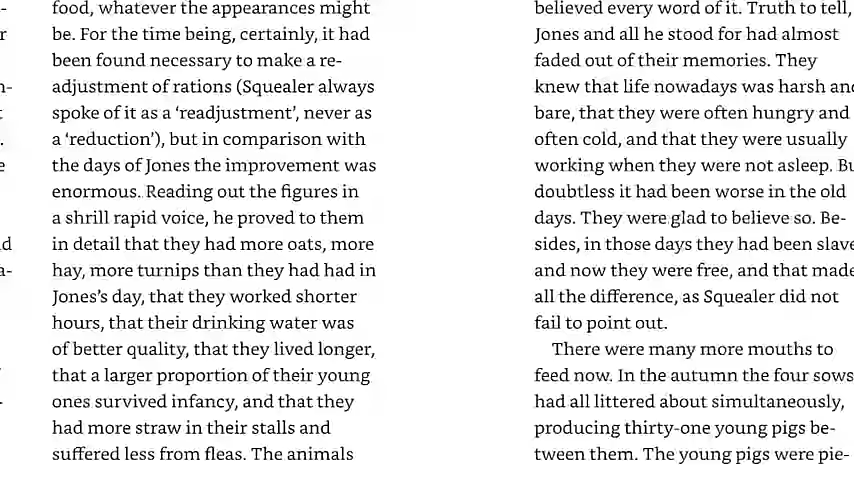 food, whatever the appearances might
be. For the time being, certainly, it had
been found necessary to make a re-
adjustment of rations (Squealer always
spoke of it as a ‘readjustment’, never as
a ‘reduction’), but in comparison with
the days of Jones the improvement was
enormous. Reading out the figures in
a shrill rapid voice, he proved to them
in detail that they had more oats, more
hay, more turnips than they had had in
Jones’s day, that they worked shorter
hours, that their drinking water was
of better quality, that they lived longer,
that a larger proportion of their young
ones survived infancy, and that they
had more straw in their stalls and
suffered less from fleas. The animals
believed every word of it. Truth to tell,
Jones and all he stood for had almost
faded out of their memories. They
knew that life nowadays was harsh and
bare, that they were often hungry and
often cold, and that they were usually
working when they were not asleep. Bu
doubtless it had been worse in the old
days. They were glad to believe so. Be-
sides, in those days they had been slave
and now they were free, and that made
all the difference, as Squealer did not
fail to point out.
There were many more mouths to
feed now. In the autumn the four sows
had all littered about simultaneously,
producing thirty-one young pigs be-
tween them. The young pigs were pie-